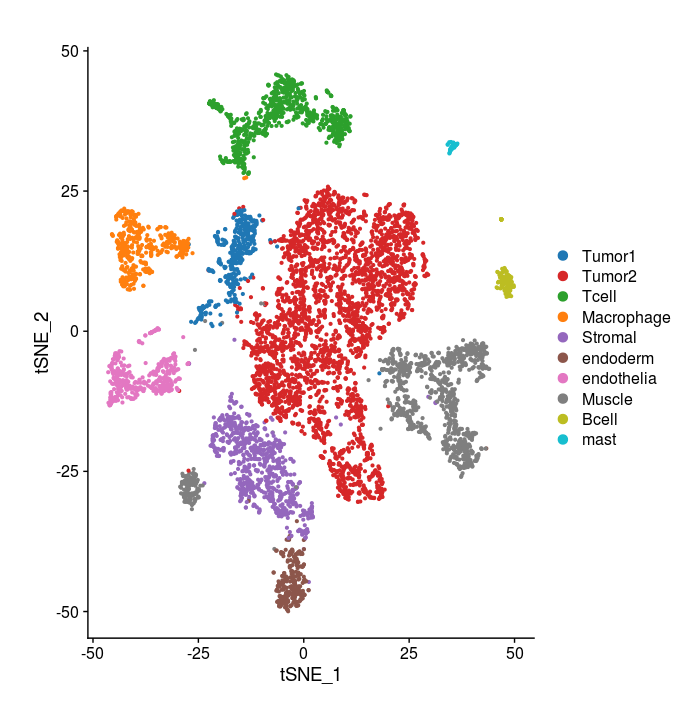 50
25
0
-25
-50
tSNE_2
-50
-25
0
25
50
tSNE_1
Tumor1
Tumor2
Tcell
Macrophage
Stromal
endoderm
endothelia
Muscle
Bcell
mast